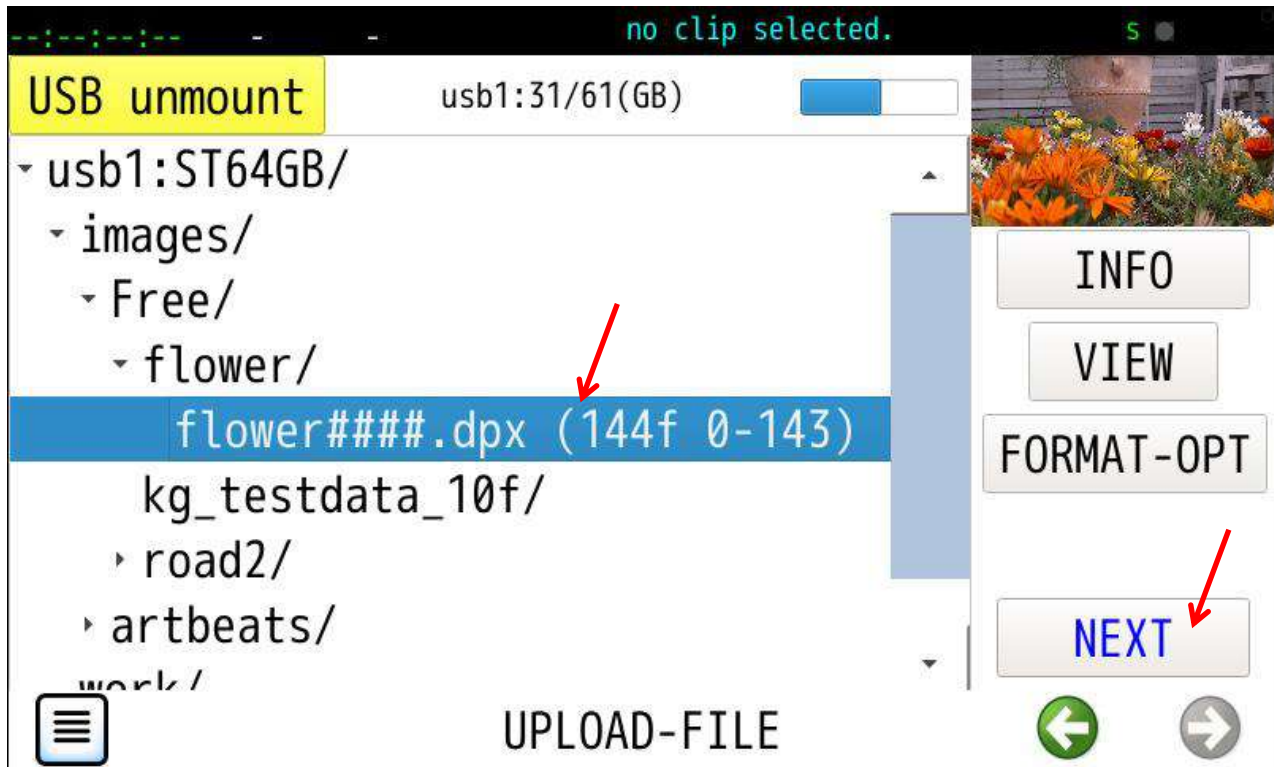 --:--:--:-- - - no clip selected. S
USB unmount usb1:31/61(GB)
usb1:ST64GB/
images/
Free/
flower/
flower####.dpx (144f 0-143)
kg_testdata_10f/
road2/
artbeats/
work/
INFO
VIEW
FORMAT-OPT
NEXT
UPLOAD-FILE